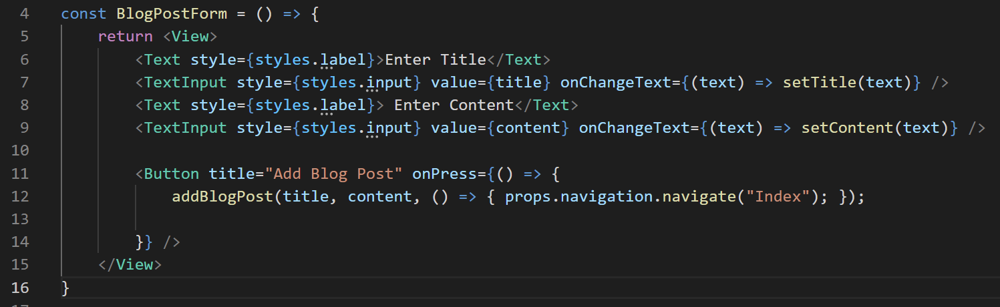 4 const BlogPostForm = () => {
5 return <View>
6 <Text style={styles.label}>Enter Title</Text>
7 <TextInput style={styles.input} value={title} onChangeText={(text) => setTitle(text)} />
8 <Text style={styles.label}> Enter Content</Text>
9 <TextInput style={styles.input} value={content} onChangeText={(text) => setContent(text)} />
10
11 <Button title="Add Blog Post" onPress={() => {
12 addBlogPost(title, content, () => { props.navigation.navigate("Index"); });
13
14 }} />
15 </View>
16 }